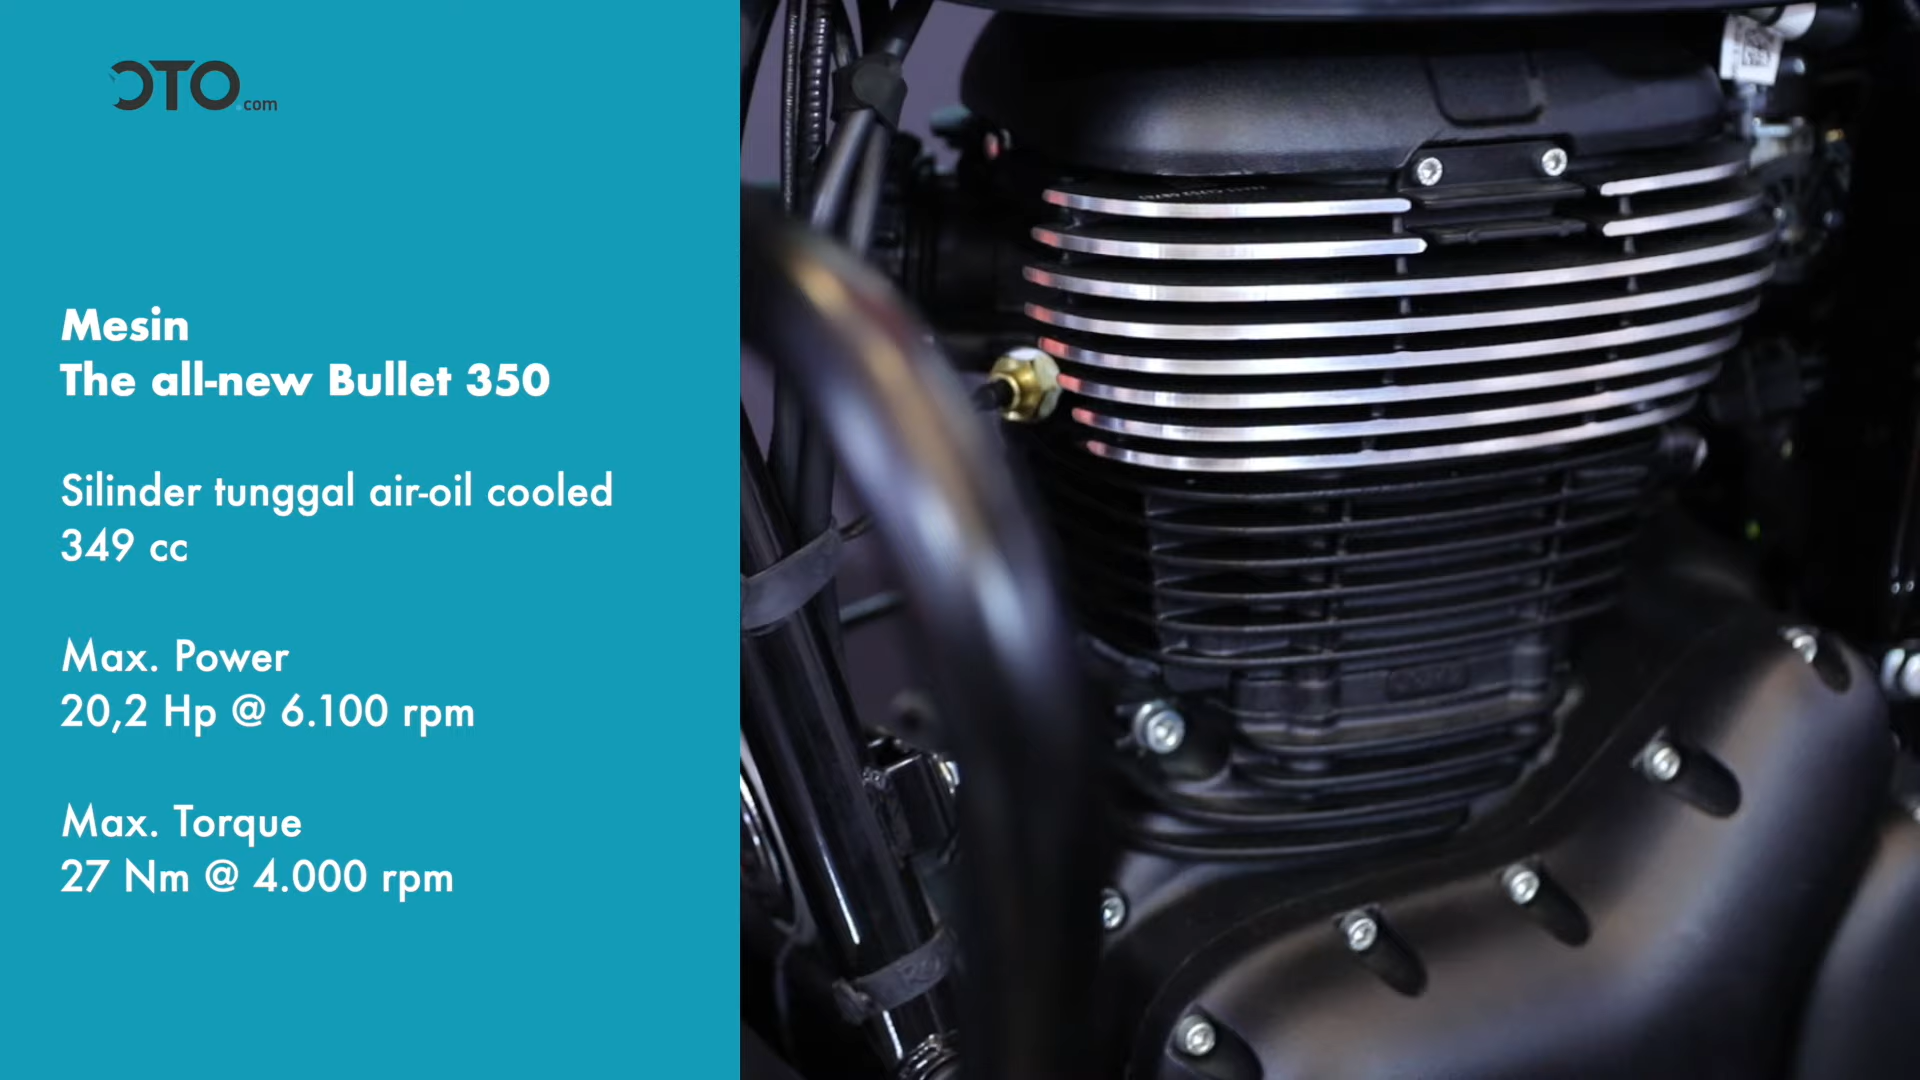 OTO.com
Mesin
The all-new Bullet 350
Silinder tunggal air-oil cooled
349 cc
Max. Power
20,2 Hp @ 6.100 rpm
Max. Torque
27 Nm @ 4.000 rpm